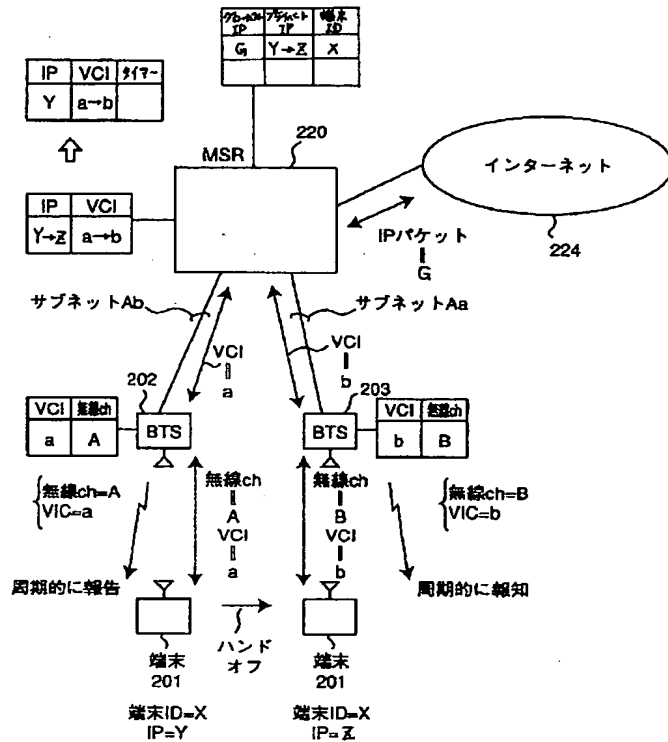 グローバル IP プライベート IP 端末 ID
G Y→Z X
IP VCI タイマー
Y a→b
MSR
220
インターネット
224
IP VCI
Y→Z a→b
IPパケット
‖
G
サブネットAb
サブネットAa
VCI
‖
a
VCI
‖
b
202
203
VCI 無線ch
a A
BTS
BTS
VCI 無線ch
b B
無線ch=A
VIC=a
無線ch
‖
A
VCI
‖
a
無線ch
‖
B
VCI
‖
b
無線ch=B
VIC=b
周期的に報告
周期的に報知
ハンド
オフ
端末
201
端末
201
端末ID=X
IP=Y
端末ID=X
IP=Z